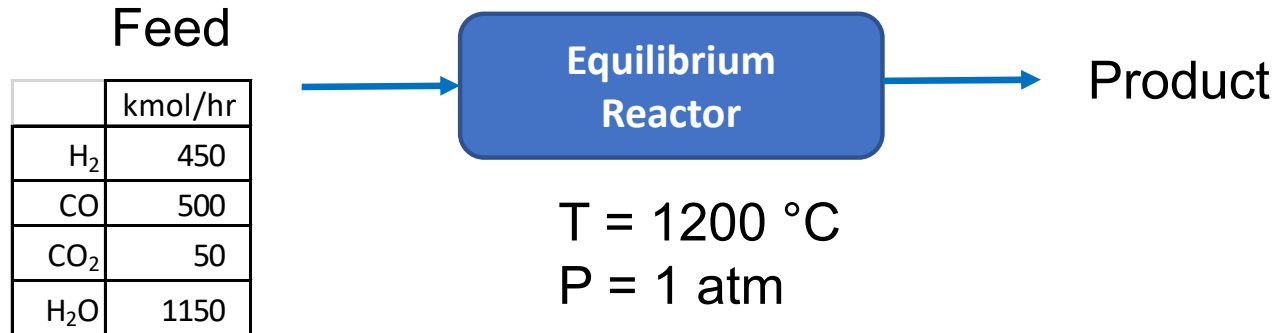 Feed
kmol/hr
H₂ 450
CO 500
CO₂ 50
H₂O 1150
Equilibrium
Reactor
T = 1200 °C
P = 1 atm
Product